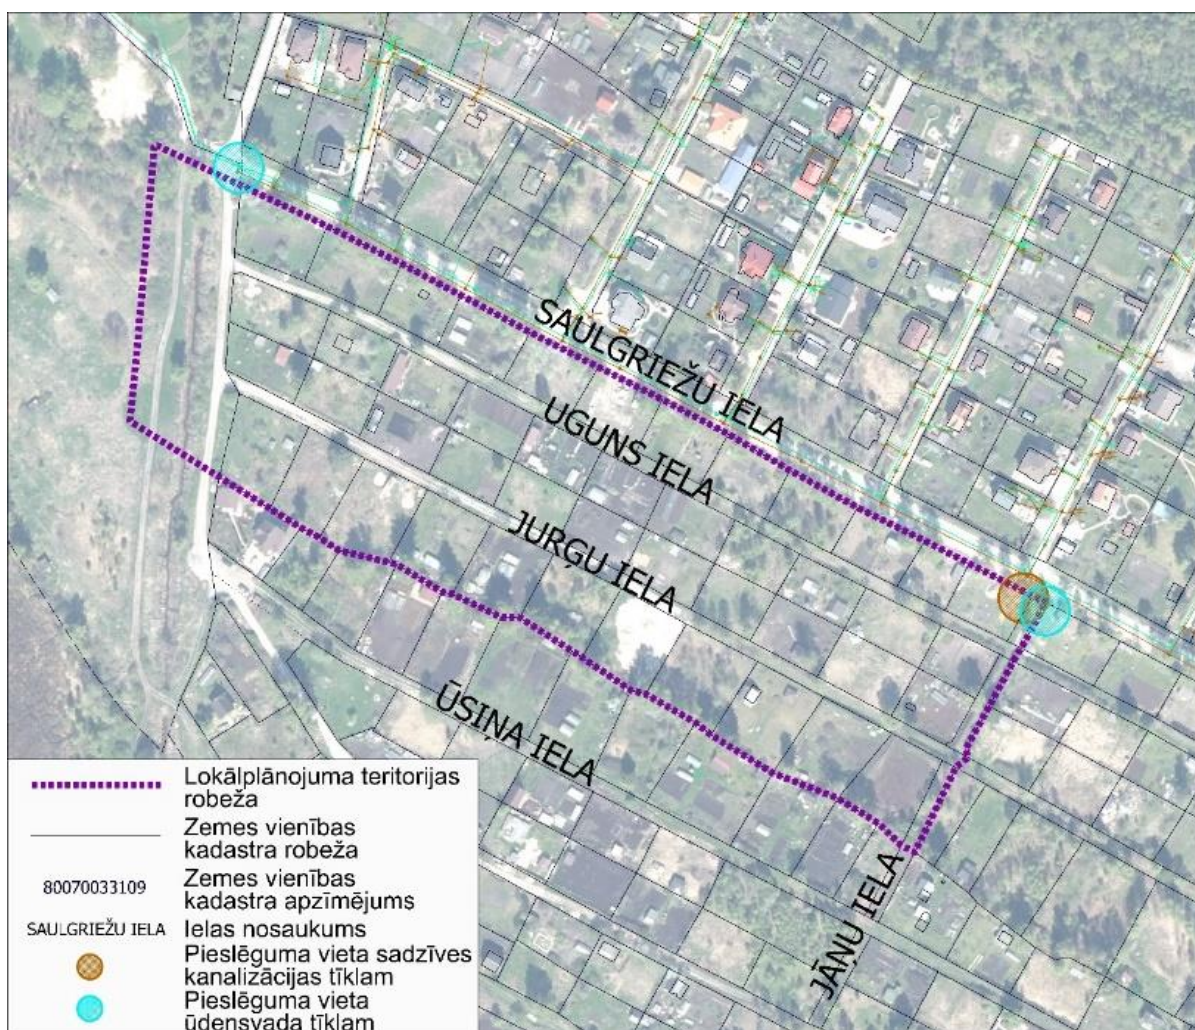 SAULGRIEŽU IELA
UGUNS IELA
JURĢU IELA
ŪSIŅA IELA
JĀŅU IELA
Lokālplānojuma teritorijas
robeža
Zemes vienības
kadastra robeža
80070033109
Zemes vienības
kadastra apzīmējums
SAULGRIEŽU IELA
Ielas nosaukums
Pieslēguma vieta sadzīves
kanalizācijas tīklam
Pieslēguma vieta
ūdensvada tīklam